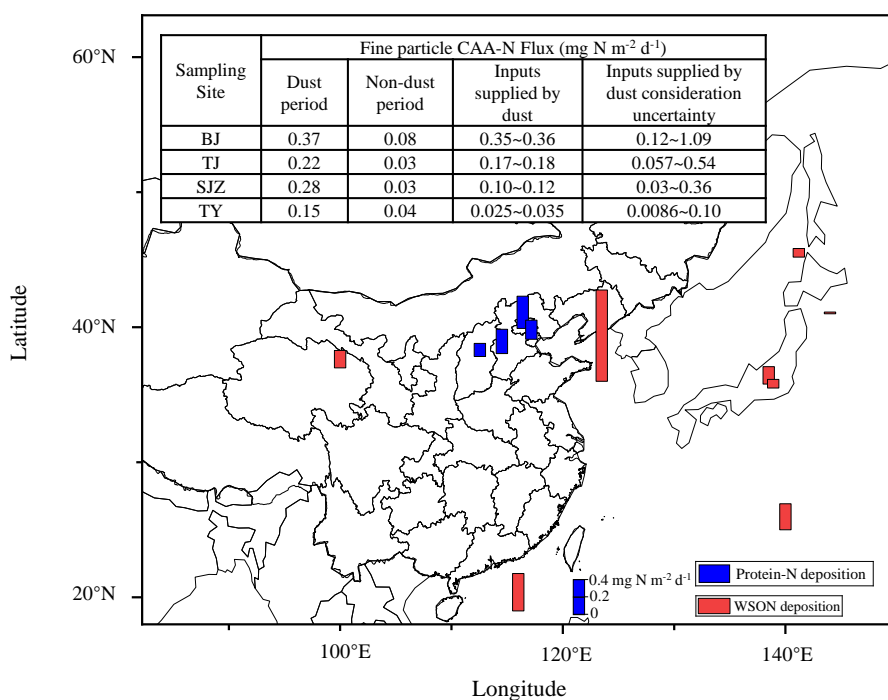 60°N
40°N
20°N
Latitude
Fine particle CAA-N Flux (mg N m-2 d-1)
Sampling
Site
Dust
period
Non-dust
period
Inputs
supplied by
dust
Inputs supplied by
dust consideration
uncertainty
BJ 0.37 0.08 0.35~0.36 0.12~1.09
TJ 0.22 0.03 0.17~0.18 0.057~0.54
SJZ 0.28 0.03 0.10~0.12 0.03~0.36
TY 0.15 0.04 0.025~0.035 0.0086~0.10
0.4 mg N m-2 d-1
0.2
0
Protein-N deposition
WSON deposition
100°E 120°E 140°E
Longitude